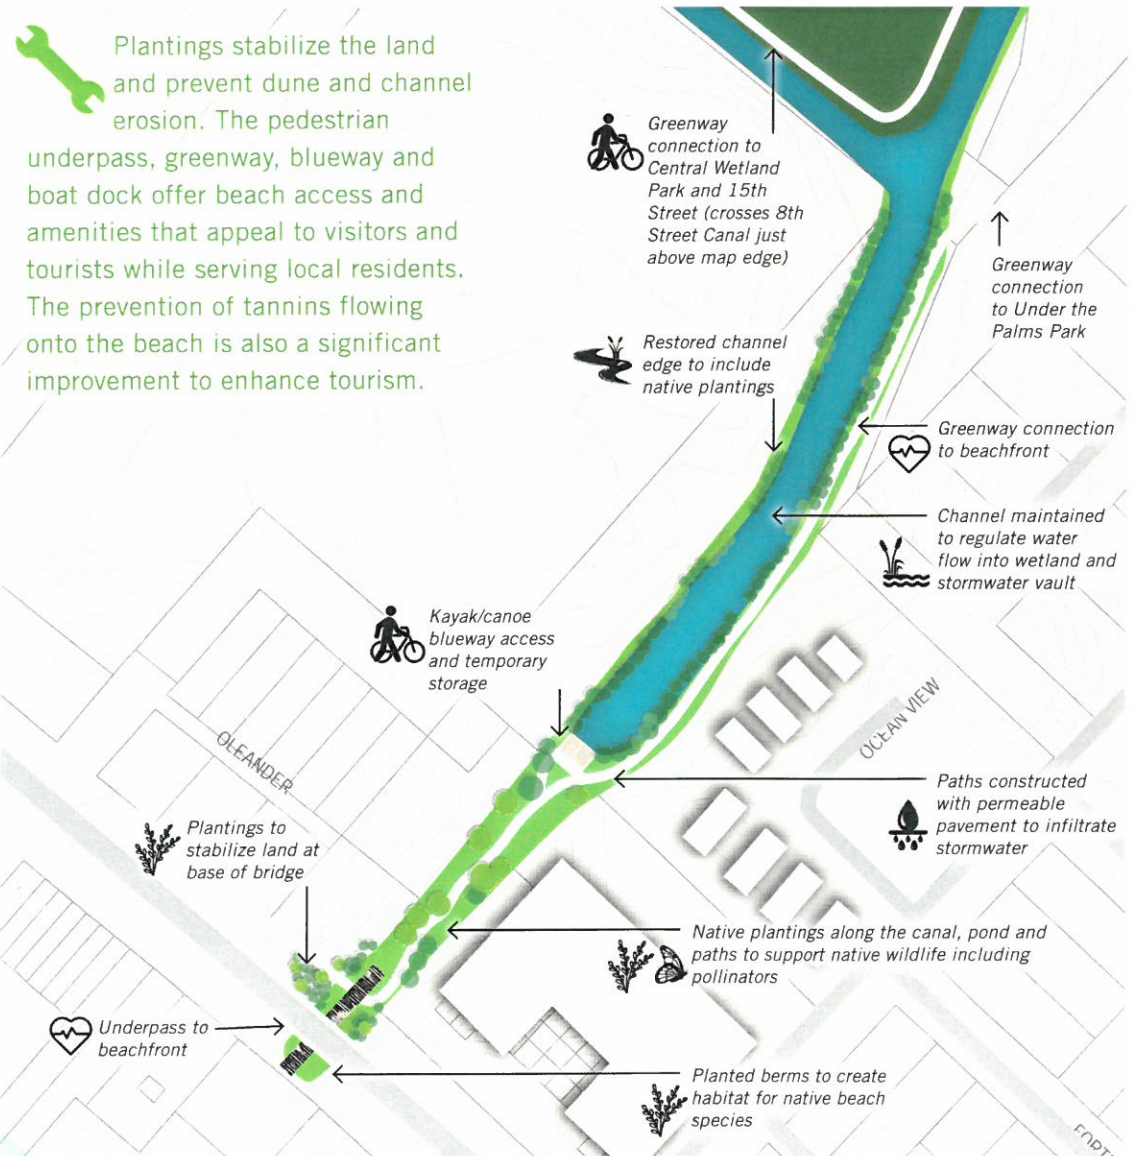 Plantings stabilize the land
and prevent dune and channel
erosion. The pedestrian
underpass, greenway, blueway and
boat dock offer beach access and
amenities that appeal to visitors and
tourists while serving local residents.
The prevention of tannins flowing
onto the beach is also a significant
improvement to enhance tourism.
Greenway
connection to
Central Wetland
Park and 15th
Street (crosses 8th
Street Canal just
above map edge)
Greenway
connection
to Under the
Palms Park
Restored channel
edge to include
native plantings
Greenway connection
to beachfront
Channel maintained
to regulate water
flow into wetland and
stormwater vault
Kayak/canoe
blueway access
and temporary
storage
OCEAN VIEW
OLEANDER
Paths constructed
with permeable
pavement to infiltrate
stormwater
Plantings to
stabilize land at
base of bridge
Native plantings along the canal, pond and
paths to support native wildlife including
pollinators
Underpass to
beachfront
Planted berms to create
habitat for native beach
species